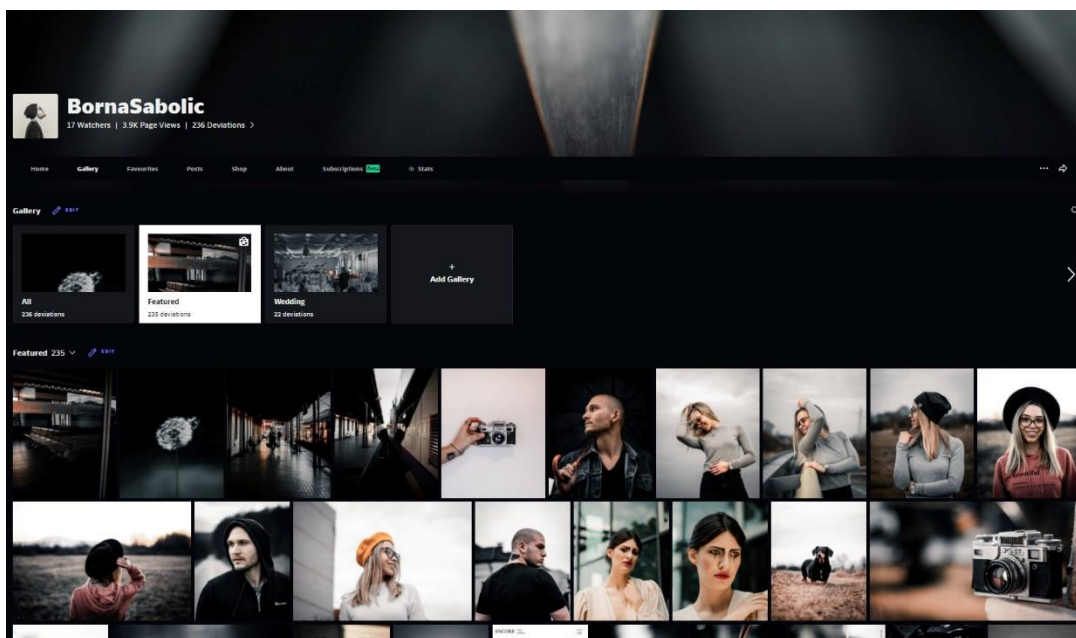 BornaSabolic
17 Watchers | 3.9K Page Views | 236 Deviations >
Home Gallery Favourites Posts Shop About Subscriptions Beta Stats
Gallery EDIT
+
Add Gallery
All Featured Wedding
236 deviations 235 deviations 22 deviations
Featured 235 EDIT
ENCORE